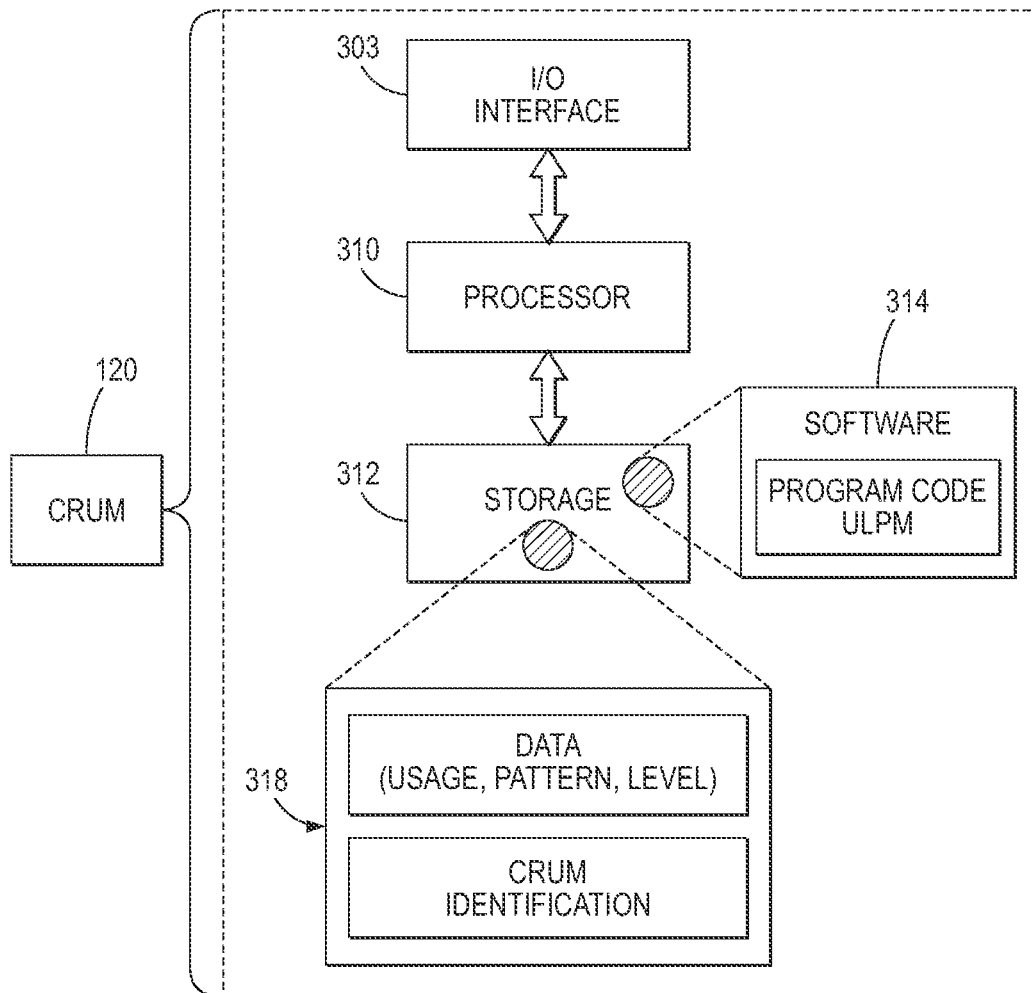 303
I/O
INTERFACE
310
PROCESSOR
314
120
SOFTWARE
CRUM
312
STORAGE
PROGRAM CODE
ULPM
318
DATA
(USAGE, PATTERN, LEVEL)
CRUM
IDENTIFICATION